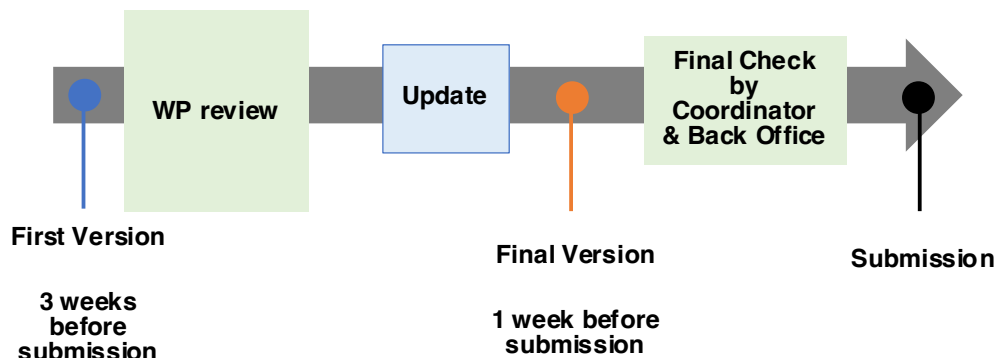 WP review
Update
Final Check
by
Coordinator
& Back Office
First Version
3 weeks
before
submission
Final Version
1 week before
submission
Submission